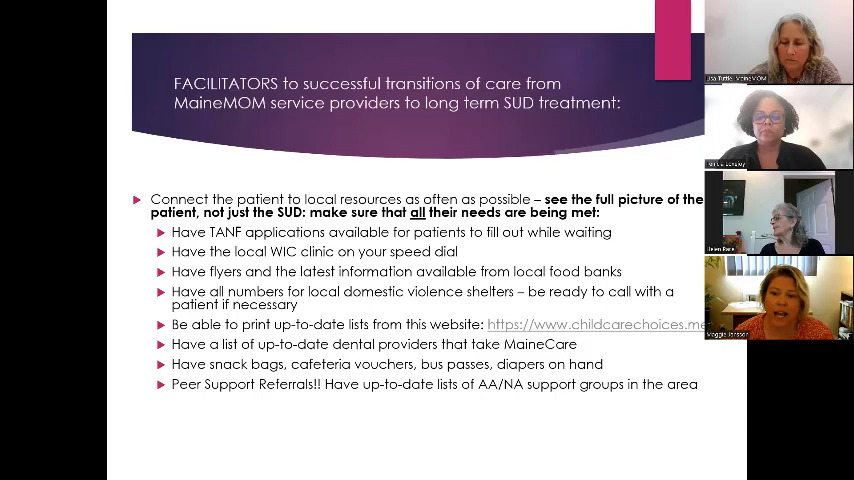 FACILITATORS to successful transitions of care from
MaineMOM service providers to long term SUD treatment:
Connect the patient to local resources as often as possible – see the full picture of the
patient, not just the SUD: make sure that all their needs are being met:
Have TANF applications available for patients to fill out while waiting
Have the local WIC clinic on your speed dial
Have flyers and the latest information available from local food banks
Have all numbers for local domestic violence shelters – be ready to call with a
patient if necessary
Be able to print up-to-date lists from this website: https://www.childcarechoices.me
Have a list of up-to-date dental providers that take MaineCare
Have snack bags, cafeteria vouchers, bus passes, diapers on hand
Peer Support Referrals!! Have up-to-date lists of AA/NA support groups in the area
Lisa Tuttle, MaineMOM
Lovejoy
Helen
Maggie Jansson